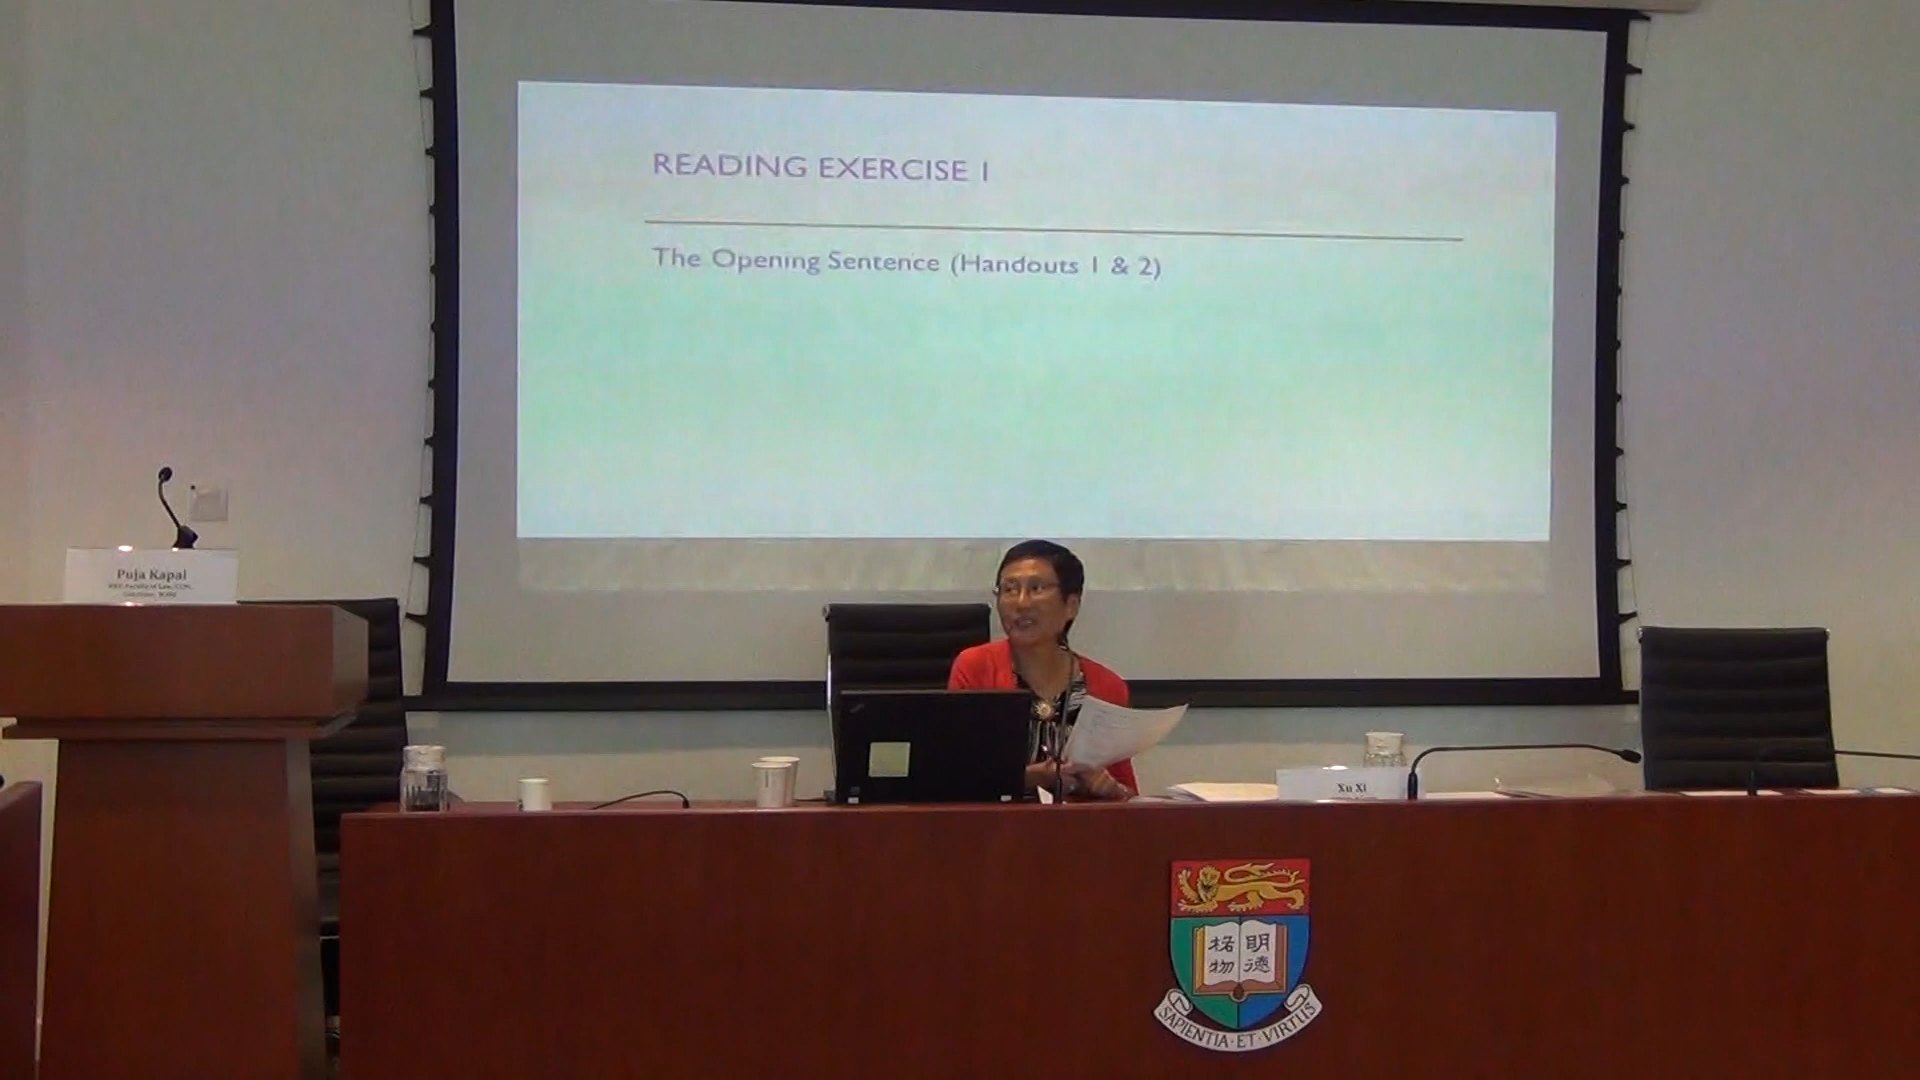 READING EXERCISE 1
The Opening Sentence (Handouts 1 & 2)
Puja Kapai
Xu Xi
格 明
物 德
SAPIENTIA·ET·VIRTUS